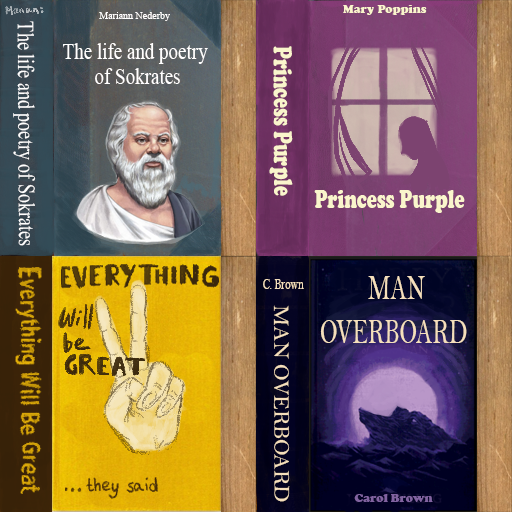 Manani
The life and poetry of Sokrates
Mariann Nederby
The life and poetry
of Sokrates
Princess Purple
Mary Poppins
Princess Purple
Everything Will Be Great
EVERYTHING
Will
be
GREAT
...they said
C. Brown
MAN OVERBOARD
MAN
OVERBOARD
Carol Brown